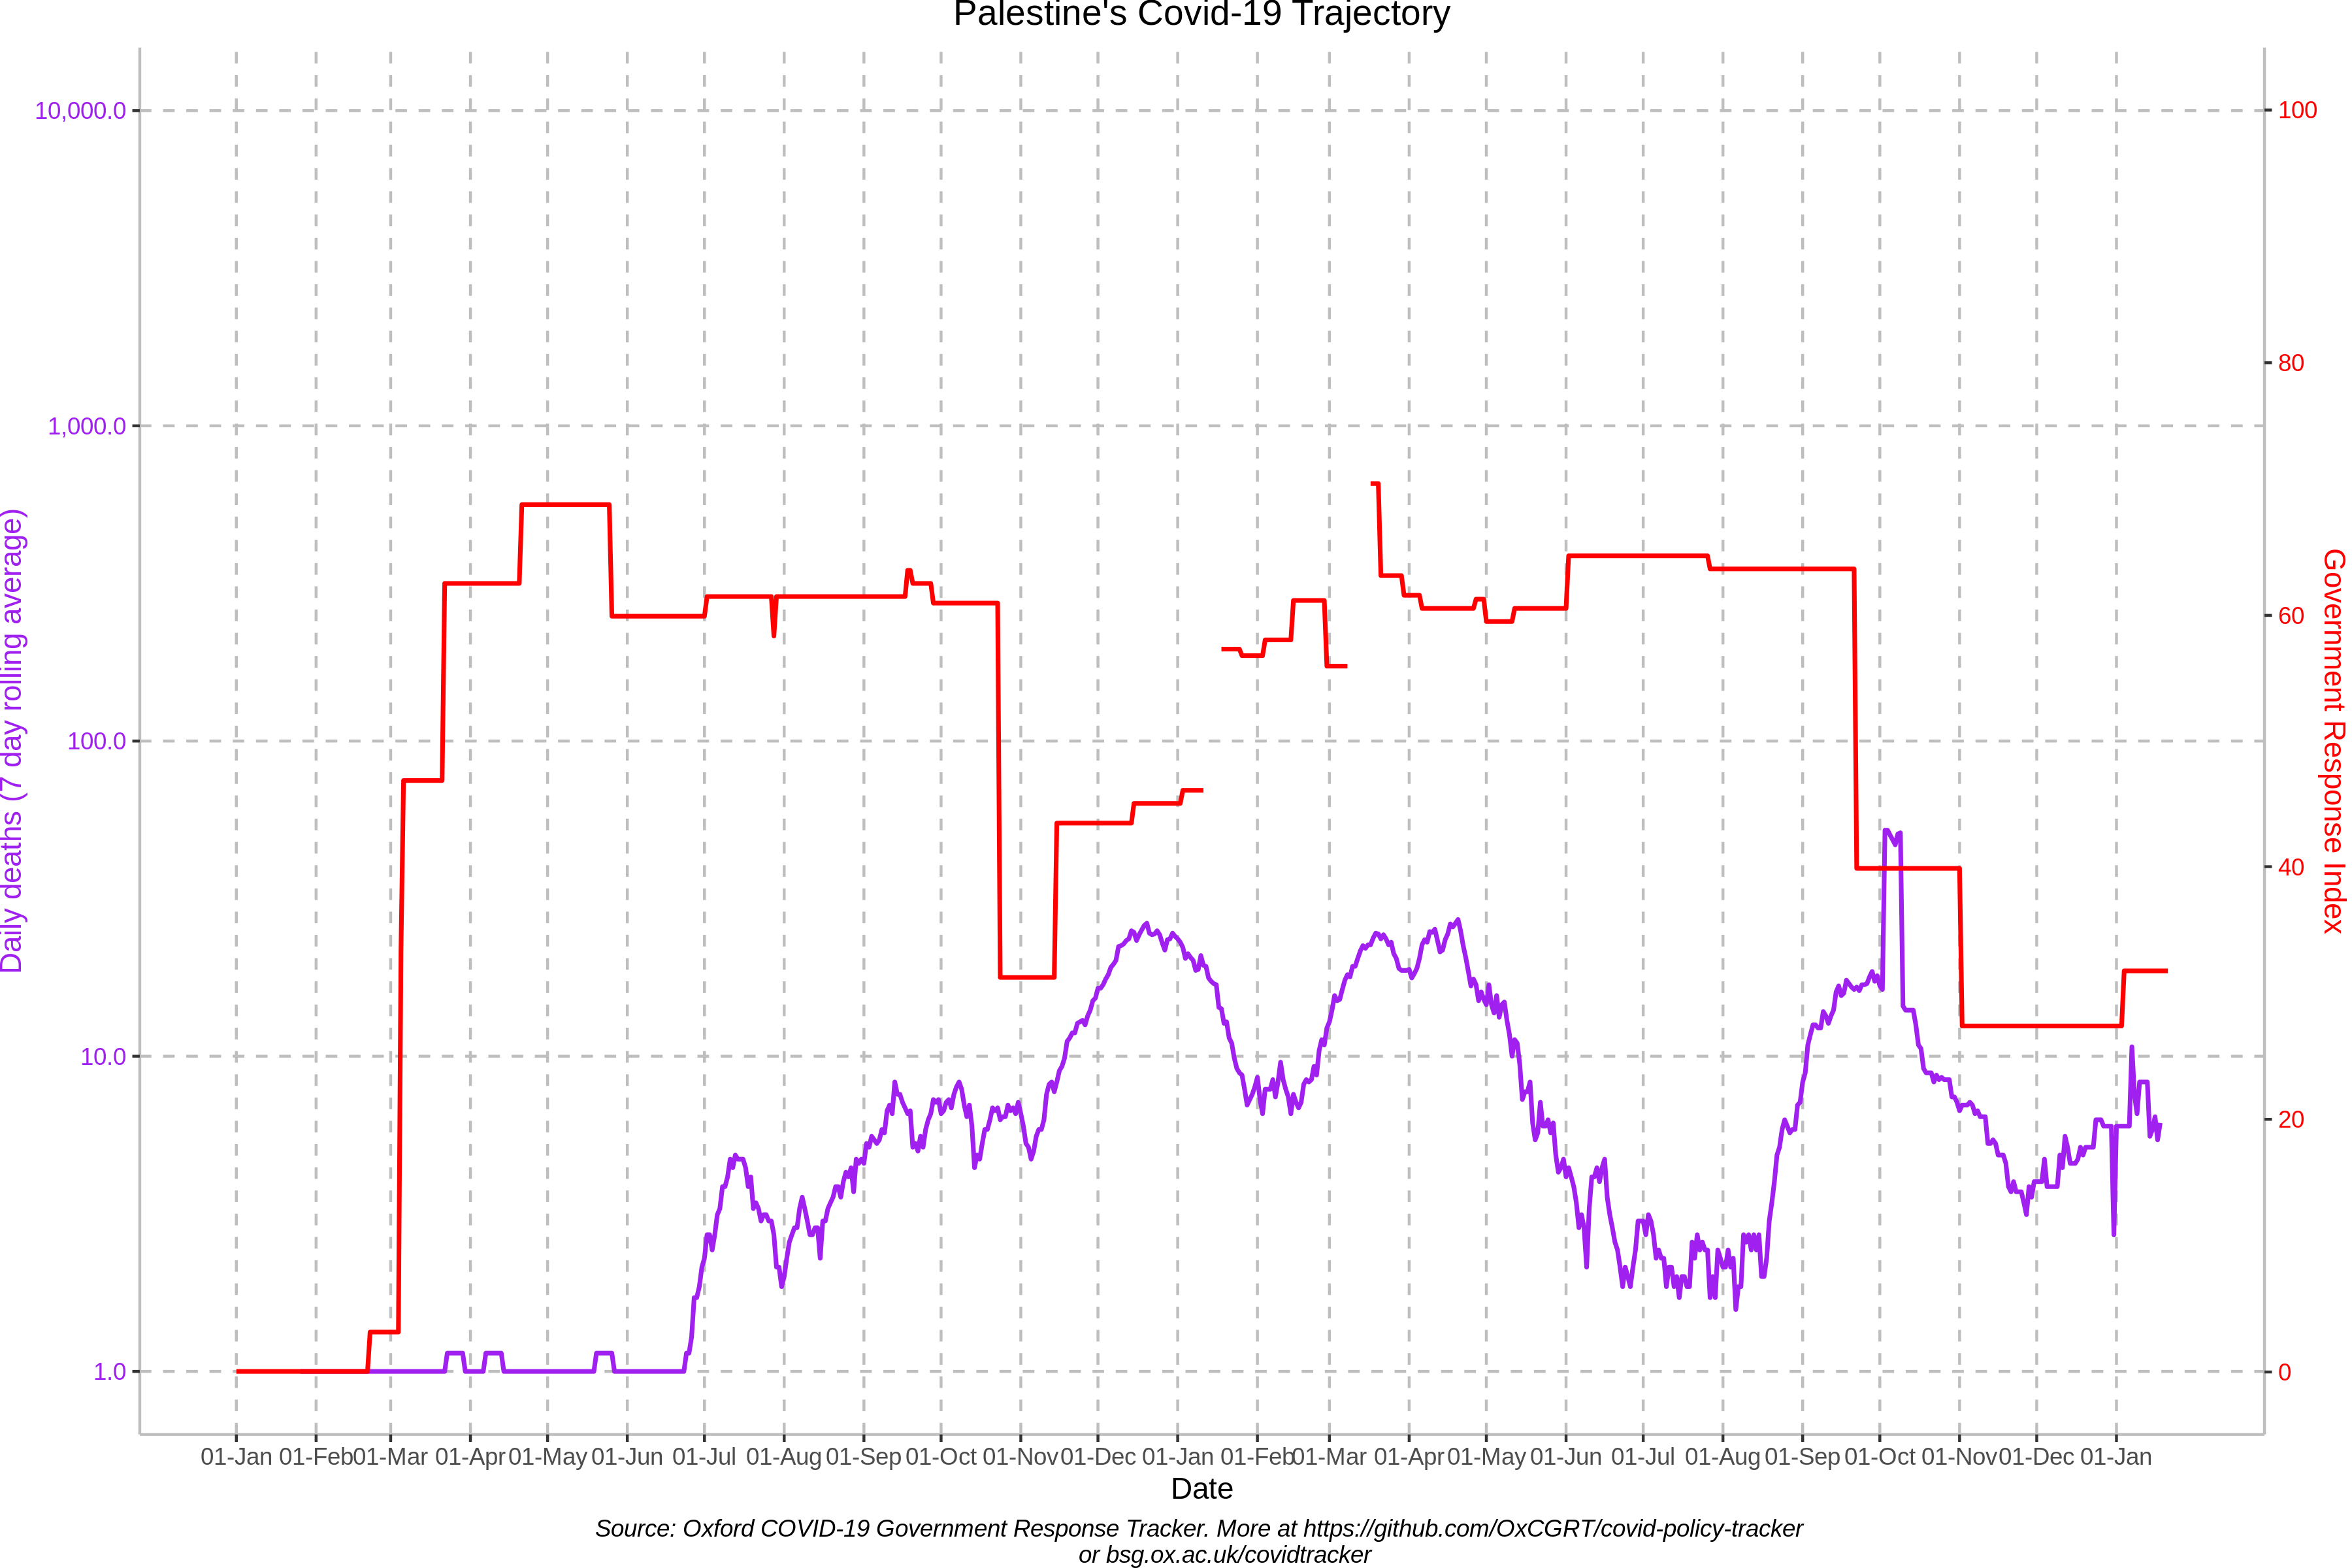 Palestine's Covid-19 Trajectory
10,000.0
1,000.0
100.0
10.0
1.0
Daily deaths (7 day rolling average)
100
80
60
40
20
0
Government Response Index
01-Jan 01-Feb 01-Mar 01-Apr 01-May 01-Jun 01-Jul 01-Aug 01-Sep 01-Oct 01-Nov 01-Dec 01-Jan 01-Feb 01-Mar 01-Apr 01-May 01-Jun 01-Jul 01-Aug 01-Sep 01-Oct 01-Nov 01-Dec 01-Jan
Date
Source: Oxford COVID-19 Government Response Tracker. More at https://github.com/OxCGRT/covid-policy-tracker
or bsg.ox.ac.uk/covidtracker